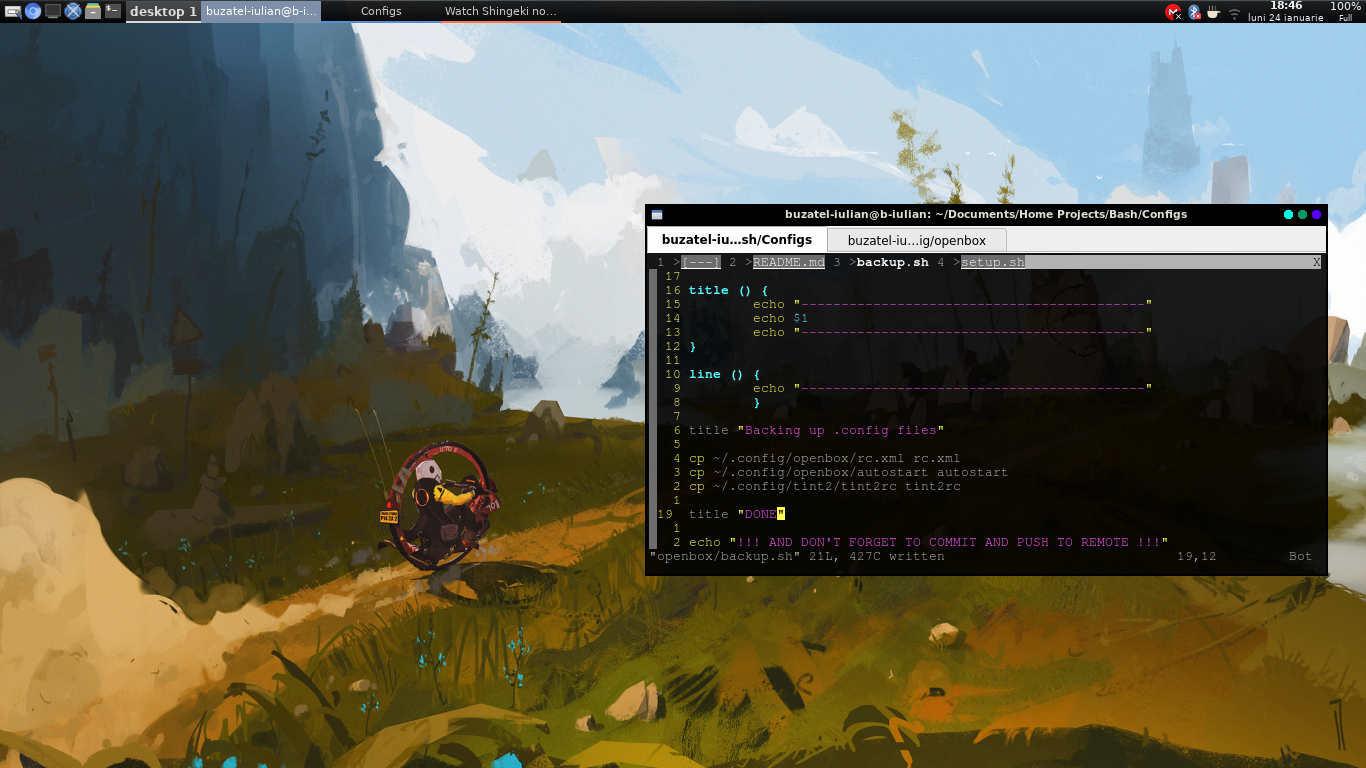 desktop 1 buzatel-iulian@b-i... Configs Watch Shingeki no... 18:46 100%
luni 24 ianuarie Full
buzatel-iulian@b-iulian: ~/Documents/Home Projects/Bash/Configs
buzatel-iu...sh/Configs buzatel-iu...ig/openbox
1 >[---] 2 >README.md 3 >backup.sh 4 >setup.sh X
17
16 title () {
15 echo "-------------------------------------------"
14 echo $1
13 echo "-------------------------------------------"
12 }
11
10 line () {
9 echo "-------------------------------------------"
8 }
7
6 title "Backing up .config files"
5
4 cp ~/.config/openbox/rc.xml rc.xml
3 cp ~/.config/openbox/autostart autostart
2 cp ~/.config/tint2/tint2rc tint2rc
1
19 title "DONE"
1
2 echo "!!! AND DON'T FORGET TO COMMIT AND PUSH TO REMOTE !!!"
"openbox/backup.sh" 21L, 427C written 19,12 Bot